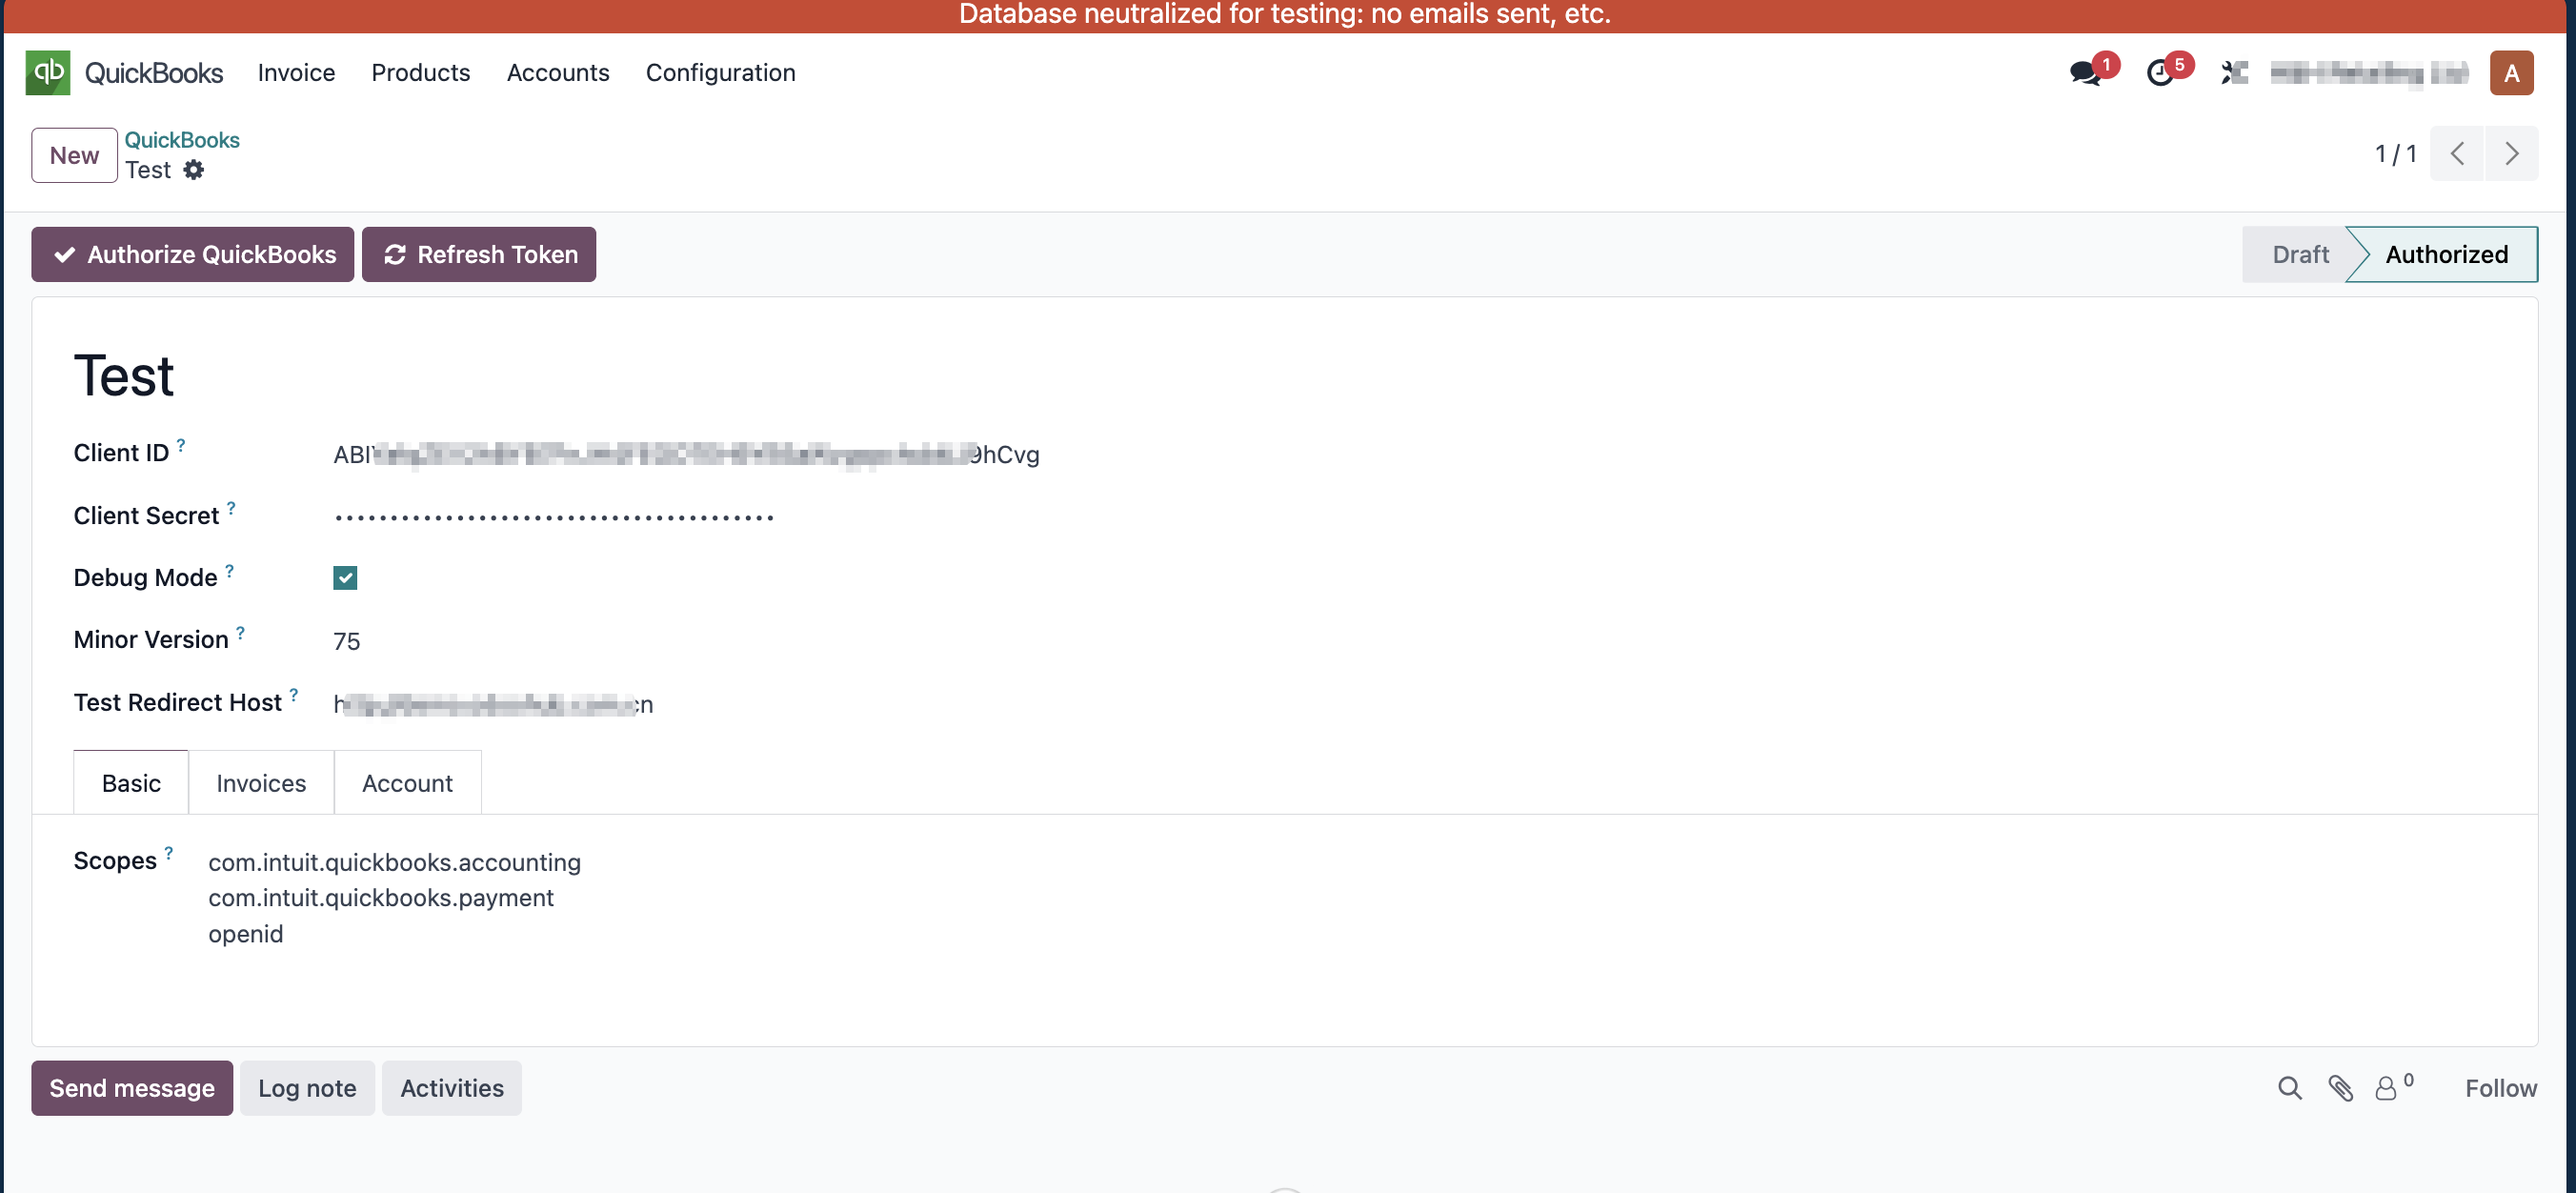 Database neutralized for testing: no emails sent, etc.
qb QuickBooks Invoice Products Accounts Configuration 1 5 A
New QuickBooks
Test
1 / 1
Authorize QuickBooks Refresh Token Draft Authorized
Test
Client ID ? ABI 9hCvg
Client Secret ? ••••••••••••••••••••••••••••••••••••••••
Debug Mode ?
Minor Version ? 75
Test Redirect Host ? h cn
Basic Invoices Account
Scopes ? com.intuit.quickbooks.accounting
com.intuit.quickbooks.payment
openid
Send message Log note Activities 0 Follow